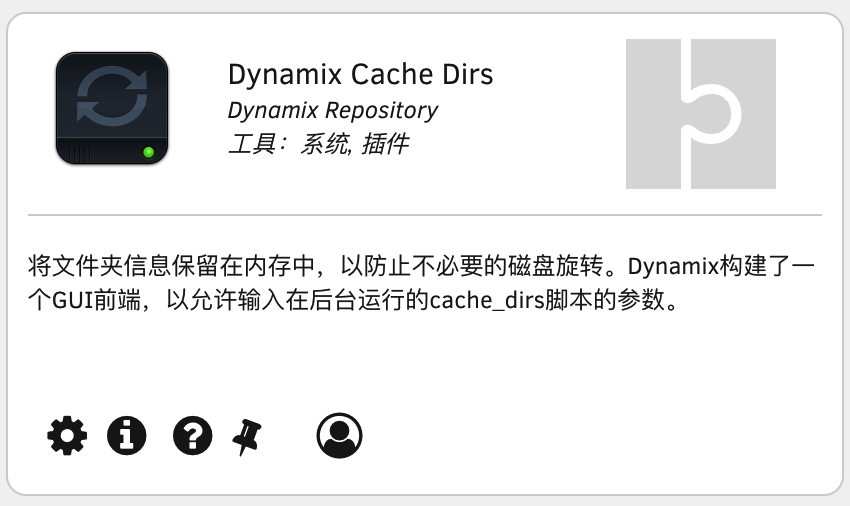 Dynamix Cache Dirs
Dynamix Repository
工具：系统, 插件
将文件夹信息保留在内存中，以防止不必要的磁盘旋转。Dynamix构建了一
个GUI前端，以允许输入在后台运行的cache_dirs脚本的参数。